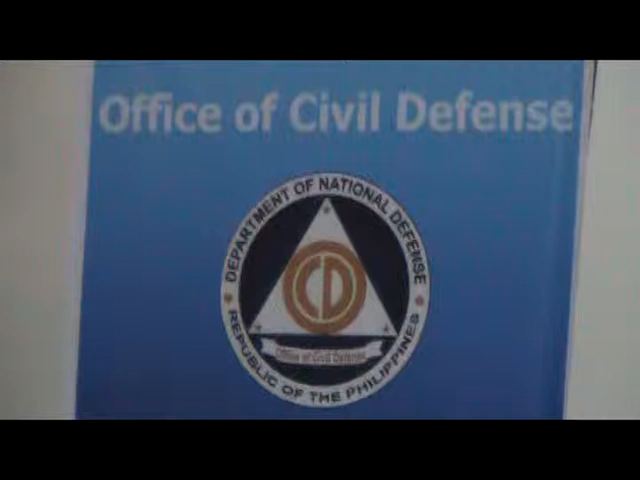 Office of Civil Defense
DEPARTMENT OF NATIONAL DEFENSE
CD
Office of Civil Defense
REPUBLIC OF THE PHILIPPINES